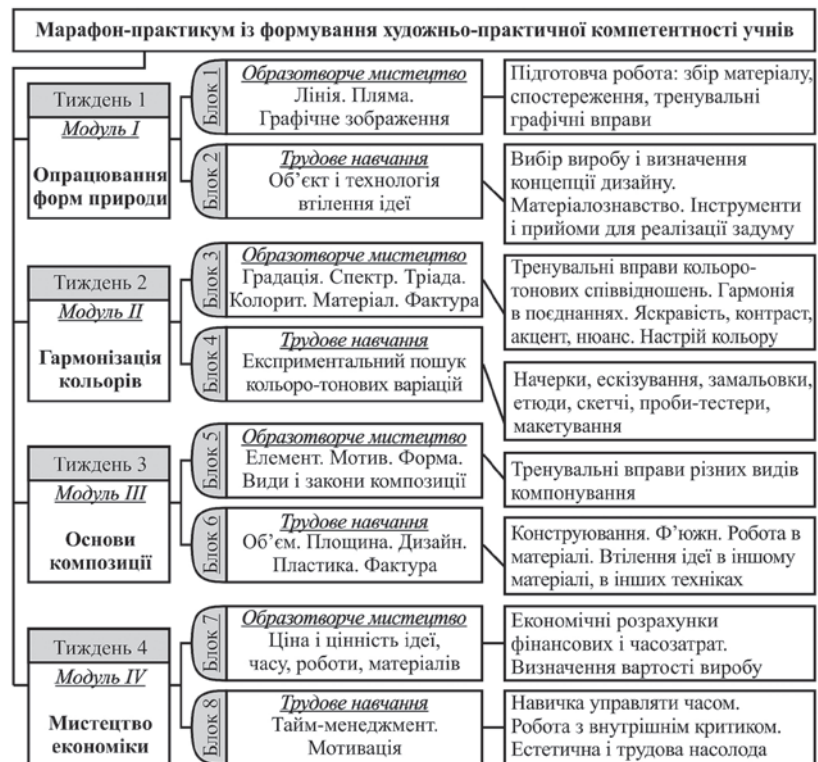 Марафон-практикум із формування художньо-практичної компетентності учнів
Тиждень 1
Модуль І
Опрацювання
форм природи
Блок 1
Образотворче мистецтво
Лінія. Пляма.
Графічне зображення
Підготовча робота: збір матеріалу,
спостереження, тренувальні
графічні вправи
Блок 2
Трудове навчання
Об’єкт і технологія
втілення ідеї
Вибір виробу і визначення
концепції дизайну.
Матеріалознавство. Інструменти
і прийоми для реалізації задуму
Тиждень 2
Модуль ІІ
Гармонізація
кольорів
Блок 3
Образотворче мистецтво
Градація. Спектр. Тріада.
Колорит. Матеріал. Фактура
Тренувальні вправи кольоро-
тонових співвідношень. Гармонія
в поєднаннях. Яскравість, контраст,
акцент, нюанс. Настрій кольору
Блок 4
Трудове навчання
Експриментальний пошук
кольоро-тонових варіацій
Начерки, ескізування, замальовки,
етюди, скетчі, проби-тестери,
макетування
Тиждень 3
Модуль ІІІ
Основи
композиції
Блок 5
Образотворче мистецтво
Елемент. Мотив. Форма.
Види і закони композиції
Тренувальні вправи різних видів
компонування
Блок 6
Трудове навчання
Об’єм. Площина. Дизайн.
Пластика. Фактура
Конструювання. Ф’южн. Робота в
матеріалі. Втілення ідеї в іншому
матеріалі, в інших техніках
Тиждень 4
Модуль IV
Мистецтво
економіки
Блок 7
Образотворче мистецтво
Ціна і цінність ідеї,
часу, роботи, матеріалів
Економічні розрахунки
фінансових і часозатрат.
Визначення вартості виробу
Блок 8
Трудове навчання
Тайм-менеджмент.
Мотивація
Навичка управляти часом.
Робота з внутрішнім критиком.
Естетична і трудова насолода